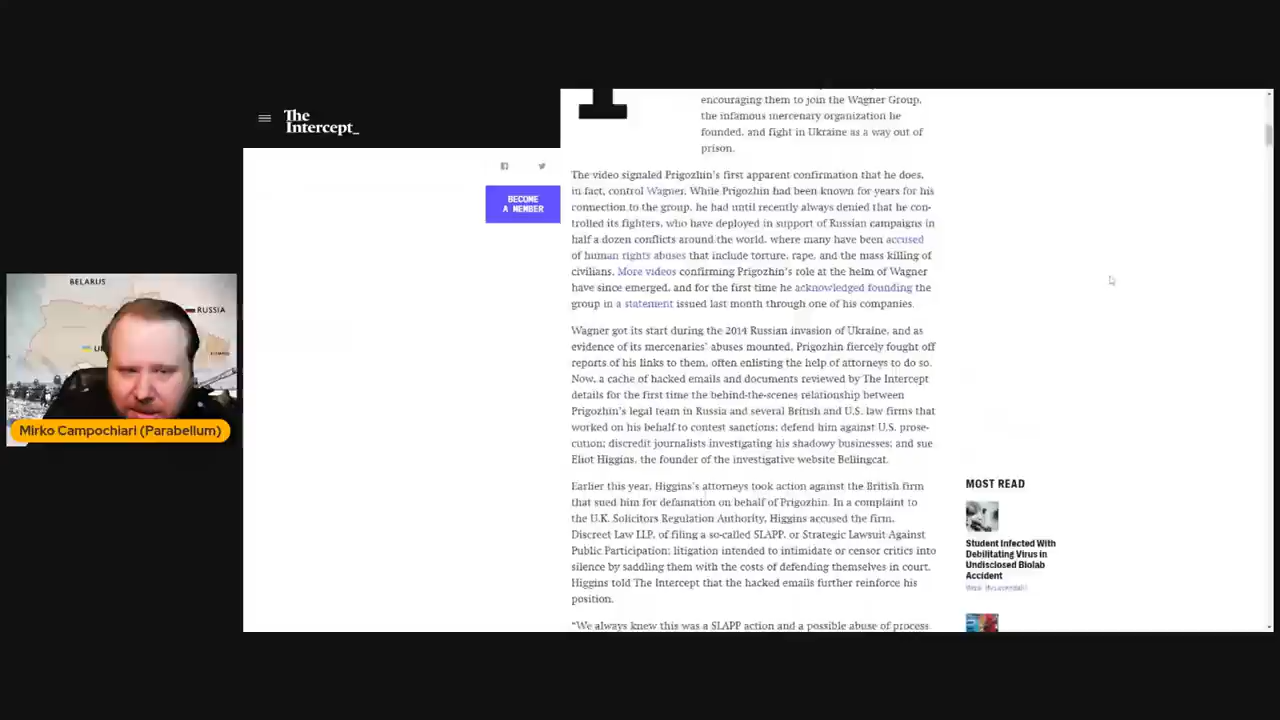 The
Intercept_
BECOME
A MEMBER
BELARUS
RUSSIA
Mirko Campochiari (Parabellum)
encouraging them to join the Wagner Group,
the infamous mercenary organization he
founded, and fight in Ukraine as a way out of
prison.
The video signaled Prigozhin's first apparent confirmation that he does,
in fact, control Wagner. While Prigozhin had been known for years for his
connection to the group, he had until recently always denied that he con-
trolled its fighters, who have deployed in support of Russian campaigns in
half a dozen conflicts around the world, where many have been accused
of human rights abuses that include torture, rape, and the mass killing of
civilians. More videos confirming Prigozhin's role at the helm of Wagner
have since emerged, and for the first time he acknowledged founding the
group in a statement issued last month through one of his companies.
Wagner got its start during the 2014 Russian invasion of Ukraine, and as
evidence of its mercenaries' abuses mounted, Prigozhin fiercely fought off
reports of his links to them, often enlisting the help of attorneys to do so.
Now, a cache of hacked emails and documents reviewed by The Intercept
details for the first time the behind-the-scenes relationship between
Prigozhin's legal team in Russia and several British and U.S. law firms that
worked on his behalf to contest sanctions; defend him against U.S. prose-
cution; discredit journalists investigating his shadowy businesses; and sue
Eliot Higgins, the founder of the investigative website Bellingcat.
Earlier this year, Higgins's attorneys took action against the British firm
that sued him for defamation on behalf of Prigozhin. In a complaint to
the U.K. Solicitors Regulation Authority, Higgins accused the firm,
Discreet Law LLP, of filing a so-called SLAPP, or Strategic Lawsuit Against
Public Participation: litigation intended to intimidate or censor critics into
silence by saddling them with the costs of defending themselves in court.
Higgins told The Intercept that the hacked emails further reinforce his
position.
"We always knew this was a SLAPP action and a possible abuse of process
MOST READ
Student Infected With
Debilitating Virus in
Undisclosed Biolab
Accident